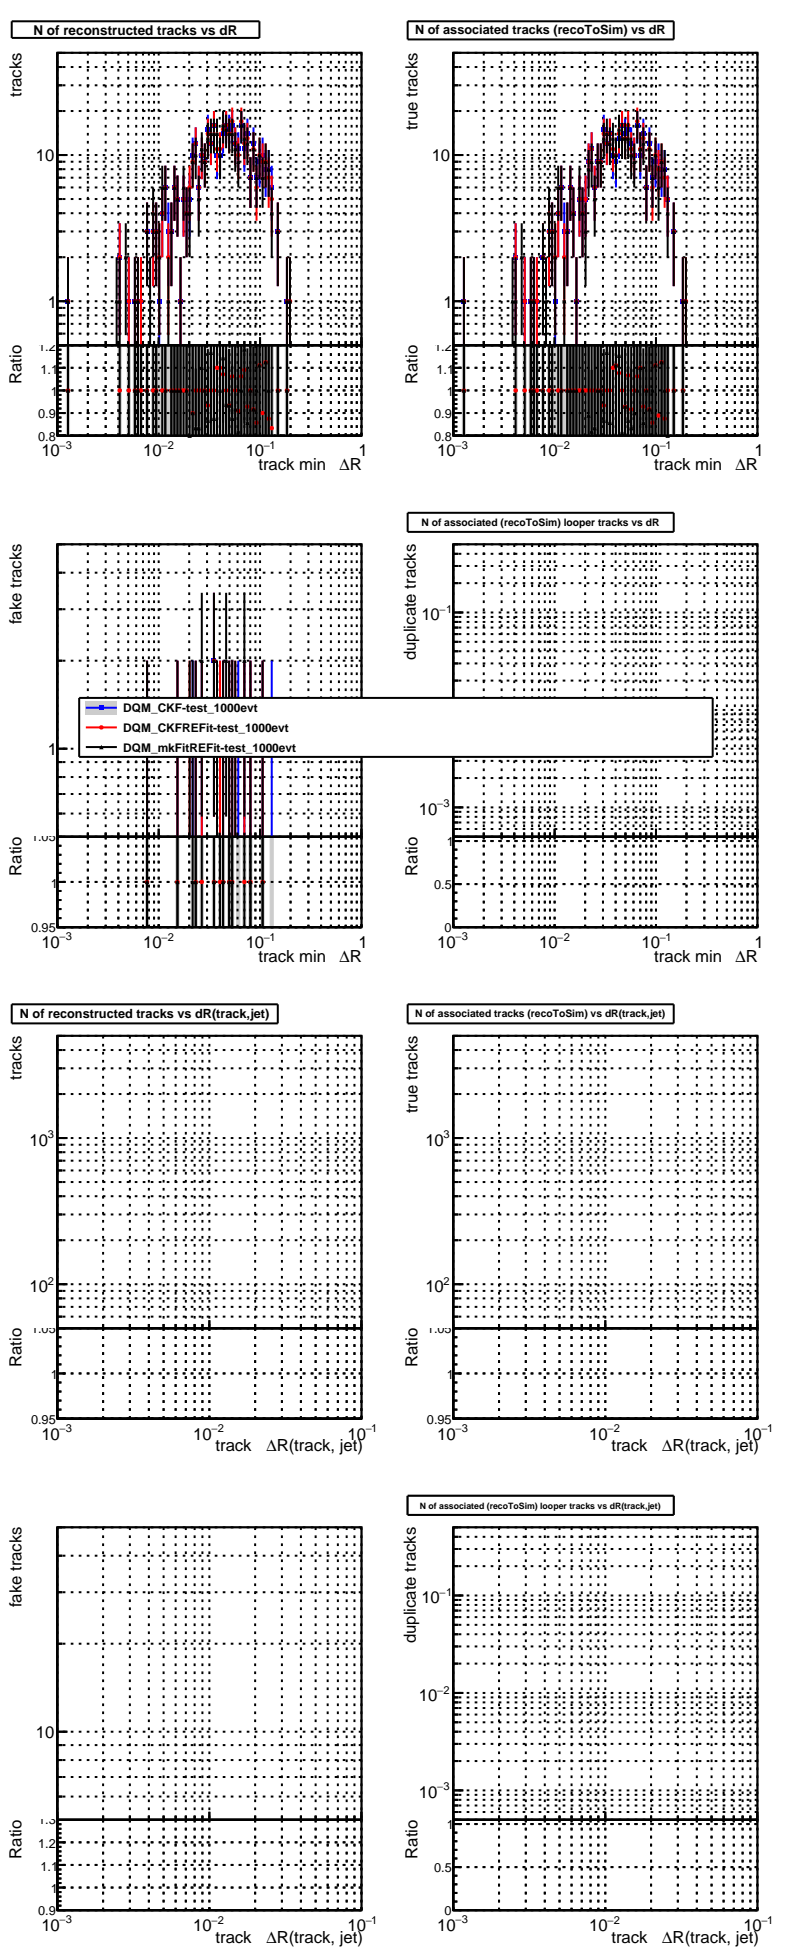 N of reconstructed tracks vs dR
tracks
10
1
1.2
1.1
1
0.9
0.8
Ratio
10−3 10−2 10−1 1
track min ΔR
N of associated tracks (recoToSim) vs dR
true tracks
10
1
1.2
1.1
1
0.9
0.8
Ratio
10−3 10−2 10−1 1
track min ΔR
fake tracks
1
1.05
1
0.95
Ratio
10−3 10−2 10−1 1
track min ΔR
N of associated (recoToSim) looper tracks vs dR
duplicate tracks
10−1
10−3
1
0.5
0
Ratio
10−3 10−2 10−1 1
track min ΔR
DQM_CKF-test_1000evt
DQM_CKFREFit-test_1000evt
DQM_mkFitREFit-test_1000evt
N of reconstructed tracks vs dR(track,jet)
tracks
103
102
1.05
1
0.95
Ratio
10−3 10−2 10−1
track ΔR(track, jet)
N of associated tracks (recoToSim) vs dR(track,jet)
true tracks
103
102
1.05
1
0.95
Ratio
10−3 10−2 10−1
track ΔR(track, jet)
fake tracks
10
1.3
1.2
1.1
1
0.9
Ratio
10−3 10−2 10−1
track ΔR(track, jet)
N of associated (recoToSim) looper tracks vs dR(track,jet)
duplicate tracks
10−1
10−2
10−3
1
0.5
0
Ratio
10−3 10−2 10−1
track ΔR(track, jet)